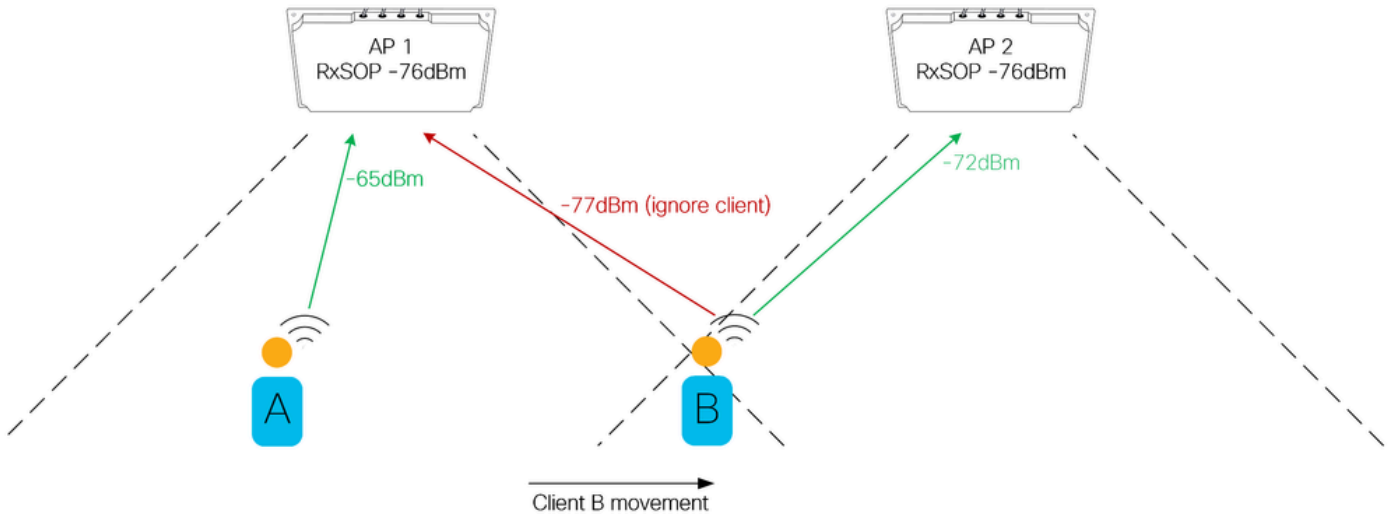 AP 1
RxSOP -76dBm
AP 2
RxSOP -76dBm
-65dBm
-77dBm (ignore client)
-72dBm
A
B
Client B movement